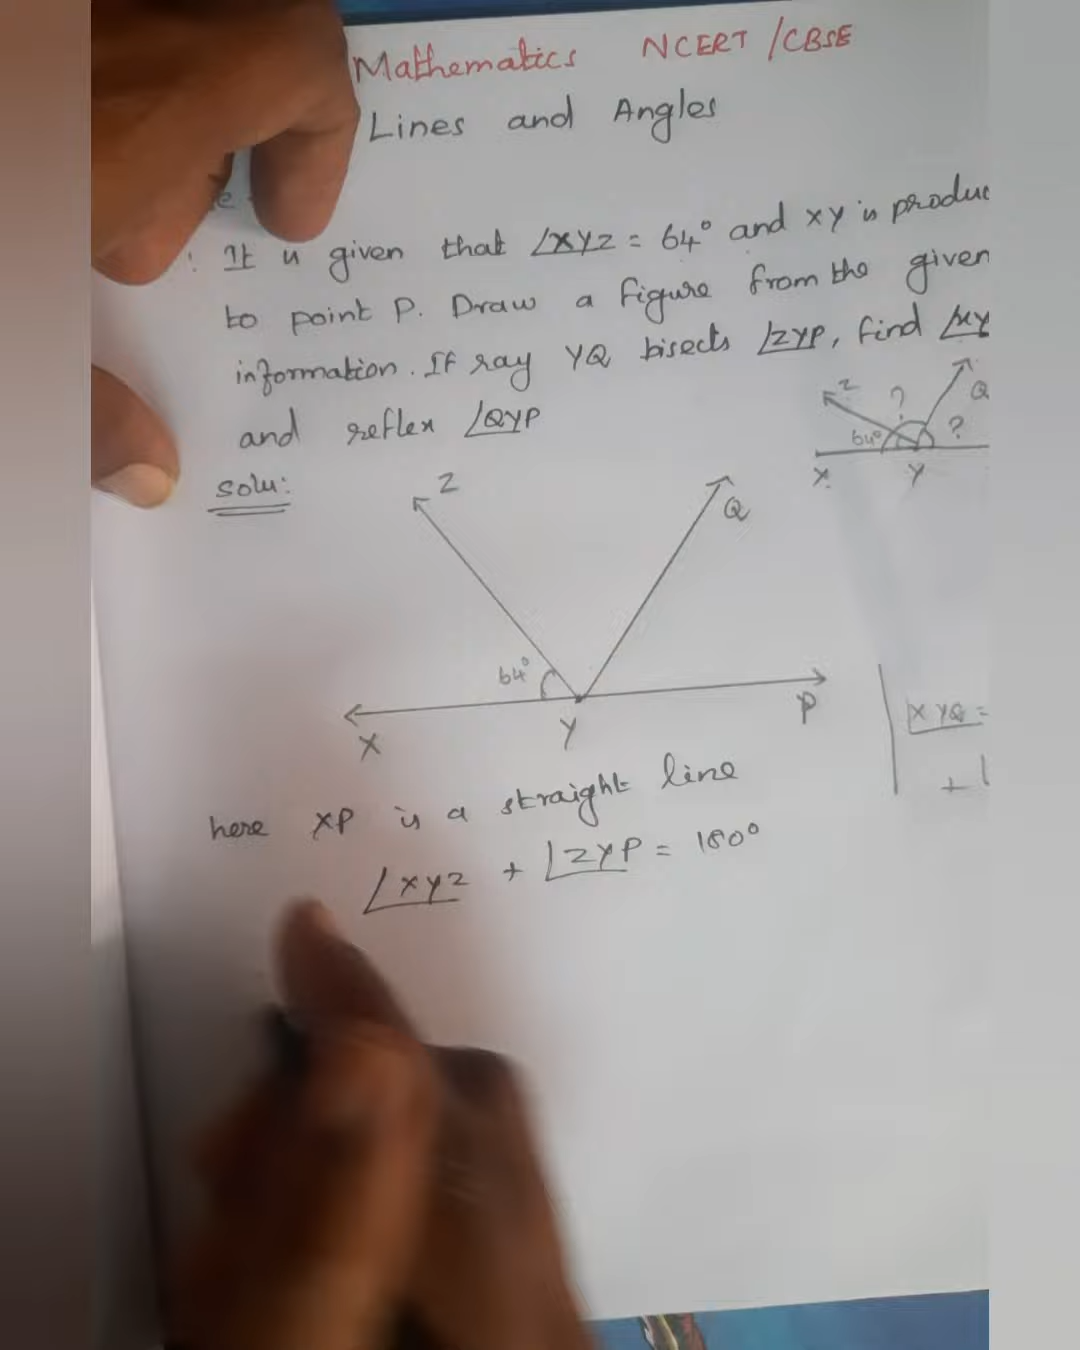 Mathematics NCERT /CBSE
Lines and Angles
It is given that ∠XYZ = 64° and XY is produc
to point P. Draw a figure from the given
information. If ray YQ bisects ∠ZYP, find ∠XY
and reflex ∠QYP
Z ? Q
64° ?
X Y
Solu:
Z
Q
64°
X Y P
∠XYQ =
+
here XP is a straight line
∠XYZ + ∠ZYP = 180°